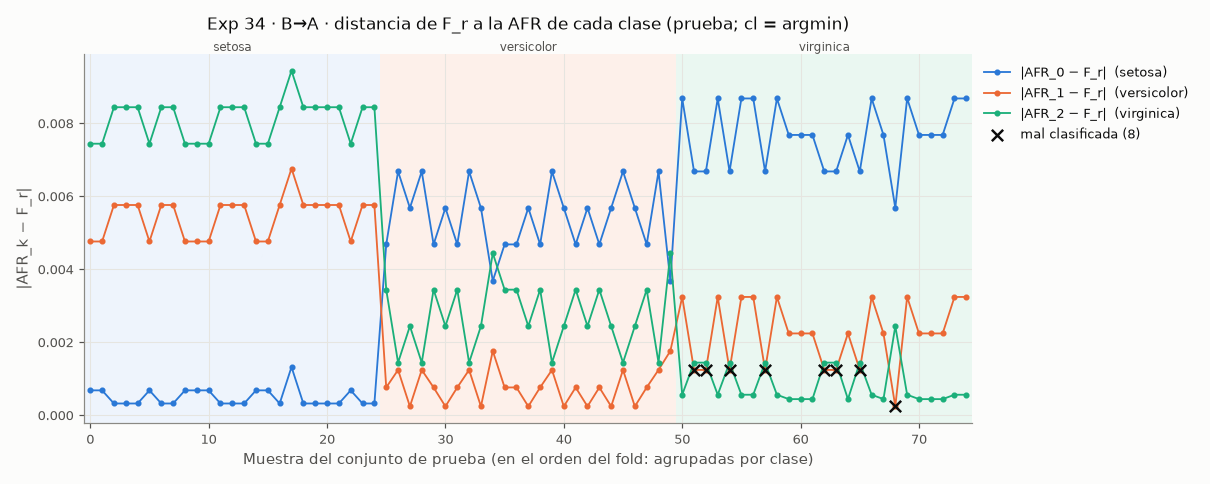 Exp 34 · B→A · distancia de F_r a la AFR de cada clase (prueba; cl = argmin)
setosa
versicolor
virginica
|AFR_0 − F_r| (setosa)
|AFR_1 − F_r| (versicolor)
|AFR_2 − F_r| (virginica)
mal clasificada (8)
|AFR_k − F_r|
0.008
0.006
0.004
0.002
0.000
0 10 20 30 40 50 60 70
Muestra del conjunto de prueba (en el orden del fold: agrupadas por clase)